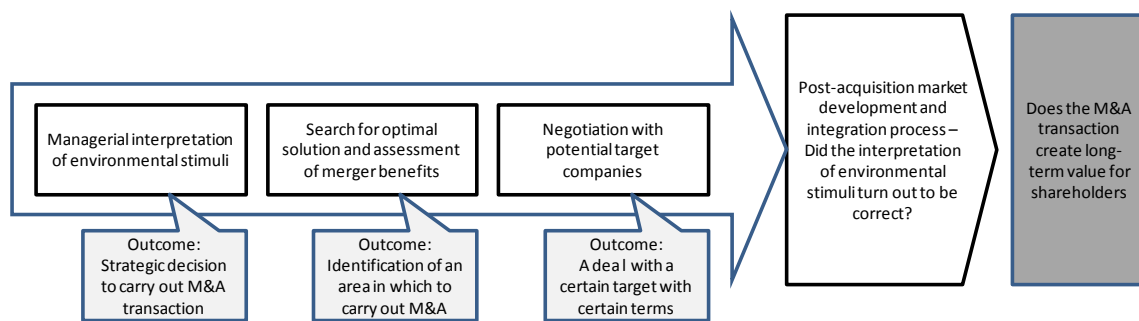 Managerial interpretation
of environmental stimuli
Search for optimal
solution and assessment
of merger benefits
Negotiation with
potential target
companies
Outcome:
Strategic decision
to carry out M&A
transaction
Outcome:
Identification of an
area in which to
carry out M&A
Outcome:
A deal with a
certain target with
certain terms
Post-acquisition market
development and
integration process –
Did the interpretation
of environmental
stimuli turn out to be
correct?
Does the M&A
transaction
create long-
term value for
shareholders